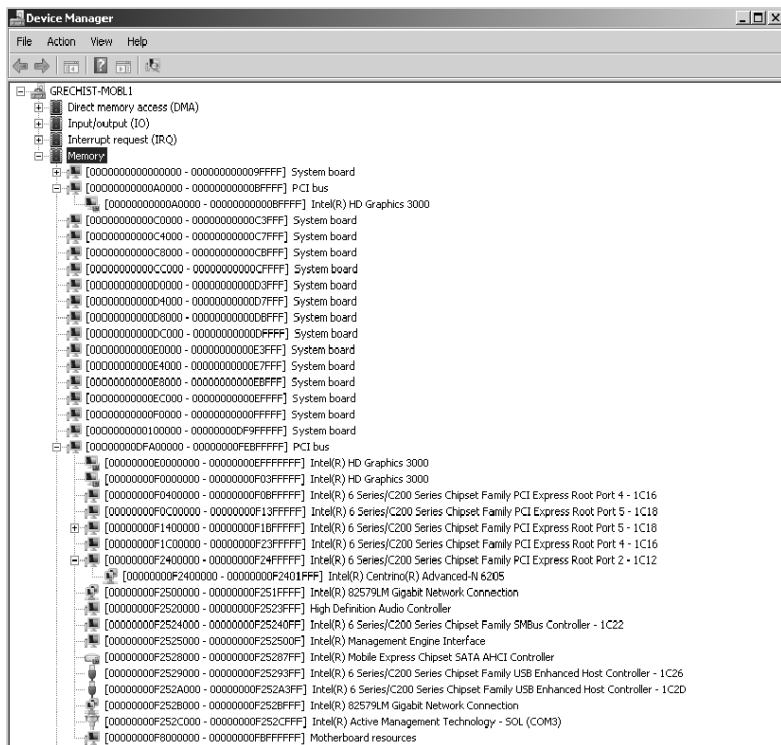 Device Manager
File Action View Help
GRECHIST-MOBL1
Direct memory access (DMA)
Input/output (IO)
Interrupt request (IRQ)
Memory
[0000000000000000 - 000000000009FFFF] System board
[00000000000A0000 - 00000000000BFFFF] PCI bus
[00000000000A0000 - 00000000000BFFFF] Intel(R) HD Graphics 3000
[00000000000C0000 - 00000000000C3FFF] System board
[00000000000C4000 - 00000000000C7FFF] System board
[00000000000C8000 - 00000000000CBFFF] System board
[00000000000CC000 - 00000000000CFFFF] System board
[00000000000D0000 - 00000000000D3FFF] System board
[00000000000D4000 - 00000000000D7FFF] System board
[00000000000D8000 - 00000000000DBFFF] System board
[00000000000DC000 - 00000000000DFFFF] System board
[00000000000E0000 - 00000000000E3FFF] System board
[00000000000E4000 - 00000000000E7FFF] System board
[00000000000E8000 - 00000000000EBFFF] System board
[00000000000EC000 - 00000000000EFFFF] System board
[00000000000F0000 - 00000000000FFFFF] System board
[0000000000100000 - 00000000DF9FFFFF] System board
[00000000DFA00000 - 00000000FEBFFFFF] PCI bus
[00000000E0000000 - 00000000EFFFFFFF] Intel(R) HD Graphics 3000
[00000000F0000000 - 00000000F03FFFFF] Intel(R) HD Graphics 3000
[00000000F0400000 - 00000000F0BFFFFF] Intel(R) 6 Series/C200 Series Chipset Family PCI Express Root Port 4 - 1C16
[00000000F0C00000 - 00000000F13FFFFF] Intel(R) 6 Series/C200 Series Chipset Family PCI Express Root Port 5 - 1C18
[00000000F1400000 - 00000000F1BFFFFF] Intel(R) 6 Series/C200 Series Chipset Family PCI Express Root Port 5 - 1C18
[00000000F1C00000 - 00000000F23FFFFF] Intel(R) 6 Series/C200 Series Chipset Family PCI Express Root Port 4 - 1C16
[00000000F2400000 - 00000000F24FFFFF] Intel(R) 6 Series/C200 Series Chipset Family PCI Express Root Port 2 - 1C12
[00000000F2400000 - 00000000F2401FFF] Intel(R) Centrino(R) Advanced-N 6205
[00000000F2500000 - 00000000F251FFFF] Intel(R) 82579LM Gigabit Network Connection
[00000000F2520000 - 00000000F2523FFF] High Definition Audio Controller
[00000000F2524000 - 00000000F25240FF] Intel(R) 6 Series/C200 Series Chipset Family SMBus Controller - 1C22
[00000000F2525000 - 00000000F252500F] Intel(R) Management Engine Interface
[00000000F2528000 - 00000000F25287FF] Intel(R) Mobile Express Chipset SATA AHCI Controller
[00000000F2529000 - 00000000F25293FF] Intel(R) 6 Series/C200 Series Chipset Family USB Enhanced Host Controller - 1C26
[00000000F252A000 - 00000000F252A3FF] Intel(R) 6 Series/C200 Series Chipset Family USB Enhanced Host Controller - 1C2D
[00000000F252B000 - 00000000F252BFFF] Intel(R) 82579LM Gigabit Network Connection
[00000000F252C000 - 00000000F252CFFF] Intel(R) Active Management Technology - SOL (COM3)
[00000000F8000000 - 00000000FBFFFFFF] Motherboard resources